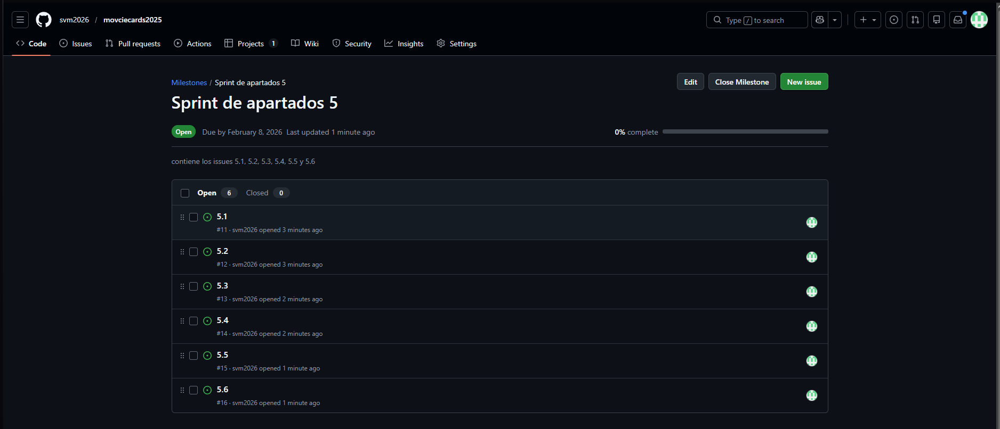 svm2026 / movciecards2025
Type / to search
Code Issues Pull requests Actions Projects 1 Wiki Security Insights Settings
Milestones / Sprint de apartados 5
Edit Close Milestone New issue
Sprint de apartados 5
Open Due by February 8, 2026 Last updated 1 minute ago
0% complete
contiene los issues 5.1, 5.2, 5.3, 5.4, 5.5 y 5.6
Open 6 Closed 0
5.1
#11 · svm2026 opened 3 minutes ago
5.2
#12 · svm2026 opened 3 minutes ago
5.3
#13 · svm2026 opened 2 minutes ago
5.4
#14 · svm2026 opened 2 minutes ago
5.5
#15 · svm2026 opened 1 minute ago
5.6
#16 · svm2026 opened 1 minute ago